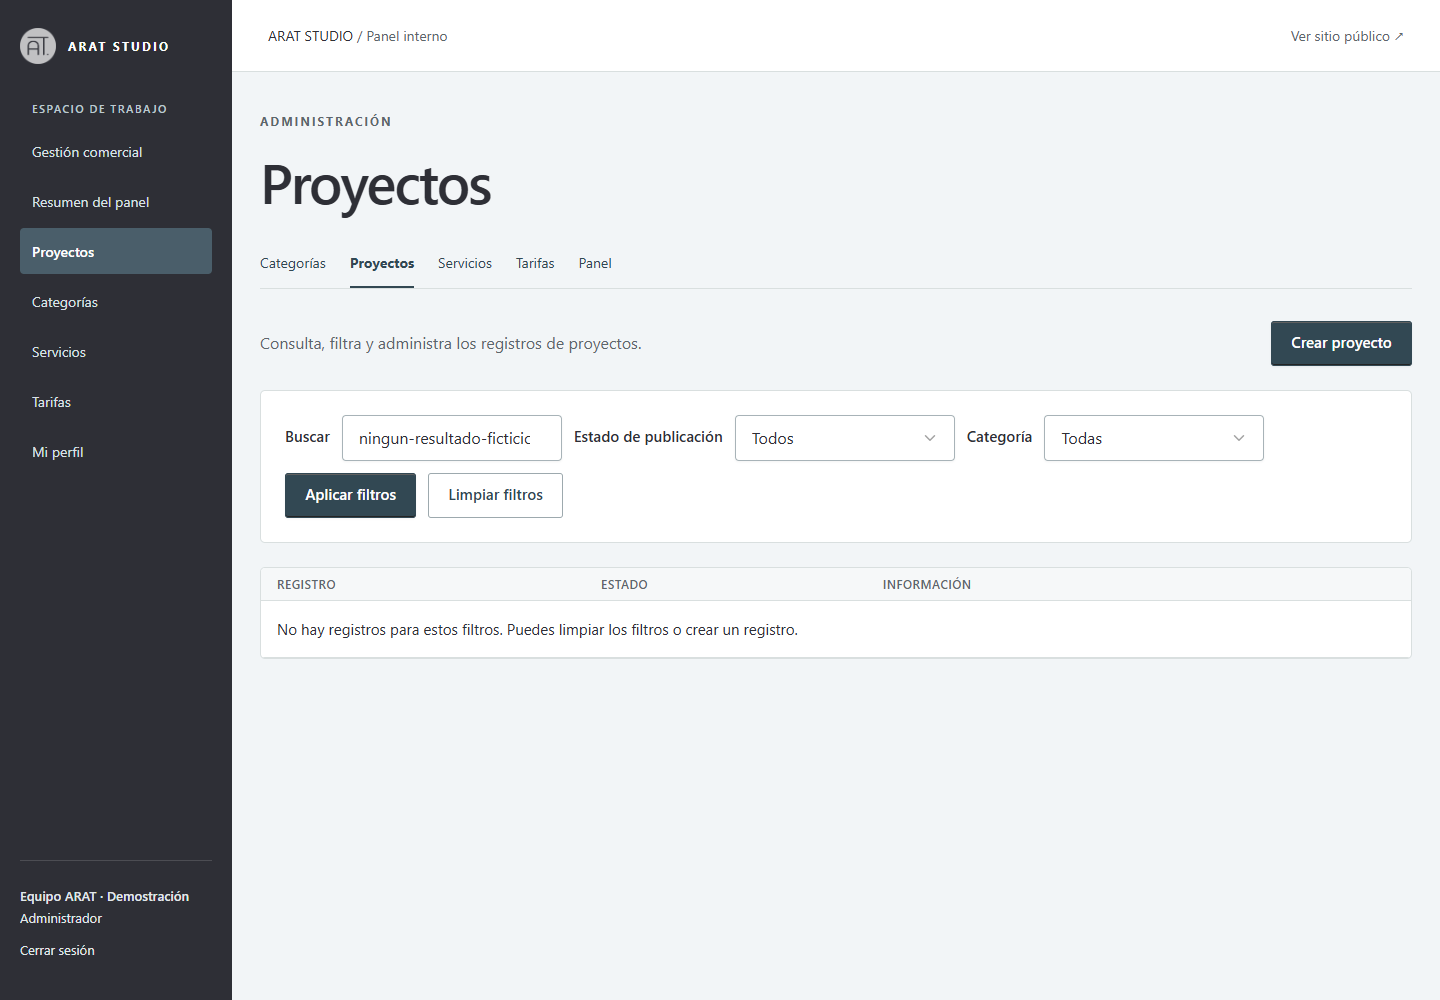 AT.
ARAT STUDIO
ARAT STUDIO / Panel interno
Ver sitio público ↗
ESPACIO DE TRABAJO
Gestión comercial
Resumen del panel
Proyectos
Categorías
Servicios
Tarifas
Mi perfil
Equipo ARAT · Demostración
Administrador
Cerrar sesión
ADMINISTRACIÓN
Proyectos
Categorías Proyectos Servicios Tarifas Panel
Consulta, filtra y administra los registros de proyectos.
Crear proyecto
Buscar ningun-resultado-ficticio Estado de publicación Todos Categoría Todas
Aplicar filtros Limpiar filtros
REGISTRO ESTADO INFORMACIÓN
No hay registros para estos filtros. Puedes limpiar los filtros o crear un registro.